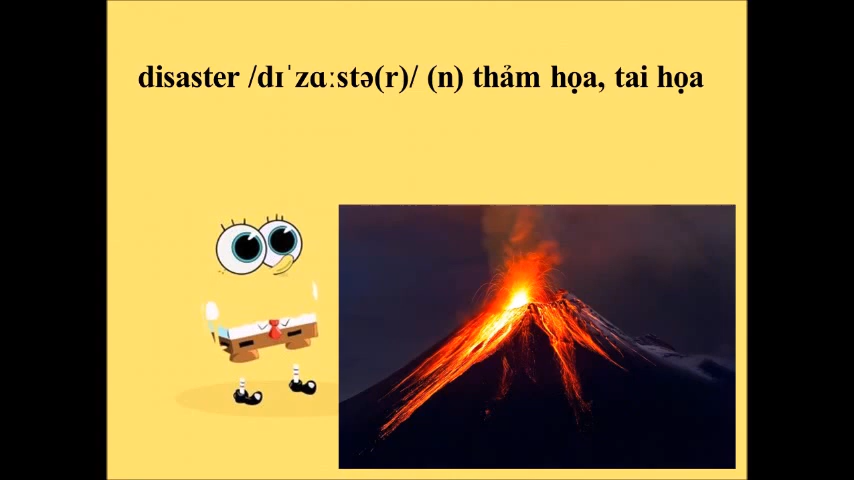 disaster /dɪˈzɑːstə(r)/ (n) thảm họa, tai họa